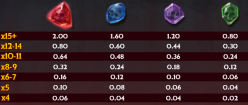 x15+ 2.00 1.60 1.20 0.80
x12-14 0.80 0.60 0.44 0.30
x10-11 0.64 0.48 0.36 0.24
x8-9 0.32 0.24 0.18 0.12
x6-7 0.16 0.12 0.10 0.06
x5 0.10 0.08 0.06 0.04
x4 0.06 0.04 0.04 0.02